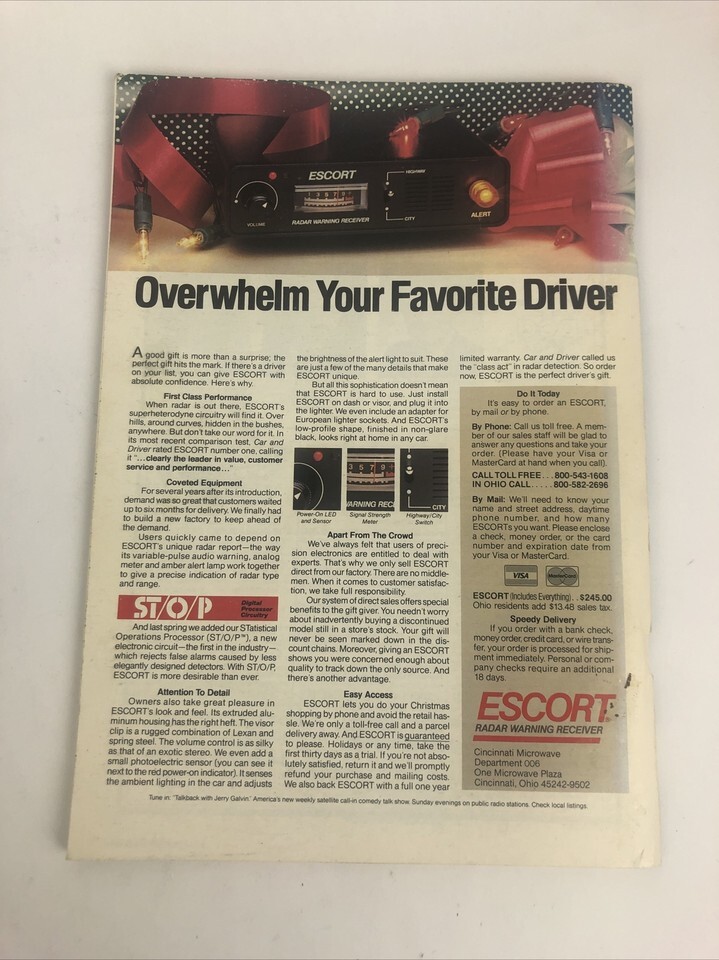 ESCORT
HIGHWAY
VOLUME
1 3 5 7 9
RADAR WARNING RECEIVER
CITY
ALERT
Overwhelm Your Favorite Driver
A good gift is more than a surprise; the
perfect gift hits the mark. If there's a driver
on your list, you can give ESCORT with
absolute confidence. Here's why.
First Class Performance
When radar is out there, ESCORT's
superheterodyne circuitry will find it. Over
hills, around curves, hidden in the bushes,
anywhere. But don't take our word for it. In
its most recent comparison test, Car and
Driver rated ESCORT number one, calling
it "...clearly the leader in value, customer
service and performance..."
Coveted Equipment
For several years after its introduction,
demand was so great that customers waited
up to six months for delivery. We finally had
to build a new factory to keep ahead of
the demand.
Users quickly came to depend on
ESCORT's unique radar report—the way
its variable-pulse audio warning, analog
meter and amber alert lamp work together
to give a precise indication of radar type
and range.
ST/O/P Digital
Processor
Circuitry
And last spring we added our STatistical
Operations Processor (ST/O/P™), a new
electronic circuit—the first in the industry—
which rejects false alarms caused by less
elegantly designed detectors. With ST/O/P,
ESCORT is more desirable than ever.
Attention To Detail
Owners also take great pleasure in
ESCORT's look and feel. Its extruded alu-
minum housing has the right heft. The visor
clip is a rugged combination of Lexan and
spring steel. The volume control is as silky
as that of an exotic stereo. We even add a
small photoelectric sensor (you can see it
next to the red power-on indicator). It senses
the ambient lighting in the car and adjusts
the brightness of the alert light to suit. These
are just a few of the many details that make
ESCORT unique.
But all this sophistication doesn't mean
that ESCORT is hard to use. Just install
ESCORT on dash or visor, and plug it into
the lighter. We even include an adapter for
European lighter sockets. And ESCORT's
low-profile shape, finished in non-glare
black, looks right at home in any car.
3 5 7 9
WARNING REC
CITY
Power-On LED
and Sensor
Signal Strength
Meter
Highway/City
Switch
Apart From The Crowd
We've always felt that users of preci-
sion electronics are entitled to deal with
experts. That's why we only sell ESCORT
direct from our factory. There are no middle-
men. When it comes to customer satisfac-
tion, we take full responsibility.
Our system of direct sales offers special
benefits to the gift giver. You needn't worry
about inadvertently buying a discontinued
model still in a store's stock. Your gift will
never be seen marked down in the dis-
count chains. Moreover, giving an ESCORT
shows you were concerned enough about
quality to track down the only source. And
there's another advantage.
Easy Access
ESCORT lets you do your Christmas
shopping by phone and avoid the retail has-
sle. We're only a toll-free call and a parcel
delivery away. And ESCORT is guaranteed
to please. Holidays or any time, take the
first thirty days as a trial. If you're not abso-
lutely satisfied, return it and we'll promptly
refund your purchase and mailing costs.
We also back ESCORT with a full one year
limited warranty. Car and Driver called us
the "class act" in radar detection. So order
now, ESCORT is the perfect driver's gift.
Do It Today
It's easy to order an ESCORT,
by mail or by phone.
By Phone: Call us toll free. A mem-
ber of our sales staff will be glad to
answer any questions and take your
order. (Please have your Visa or
MasterCard at hand when you call).
CALL TOLL FREE...800-543-1608
IN OHIO CALL.....800-582-2696
By Mail: We'll need to know your
name and street address, daytime
phone number, and how many
ESCORTS you want. Please enclose
a check, money order, or the card
number and expiration date from
your Visa or MasterCard.
VISA MasterCard
ESCORT (Includes Everything)..$245.00
Ohio residents add $13.48 sales tax.
Speedy Delivery
If you order with a bank check,
money order, credit card, or wire trans-
fer, your order is processed for ship-
ment immediately. Personal or com-
pany checks require an additional
18 days.
ESCORT
RADAR WARNING RECEIVER
Cincinnati Microwave
Department 006
One Microwave Plaza
Cincinnati, Ohio 45242-9502
Tune in: "Talkback with Jerry Galvin." America's new weekly satellite call-in comedy talk show. Sunday evenings on public radio stations. Check local listings.